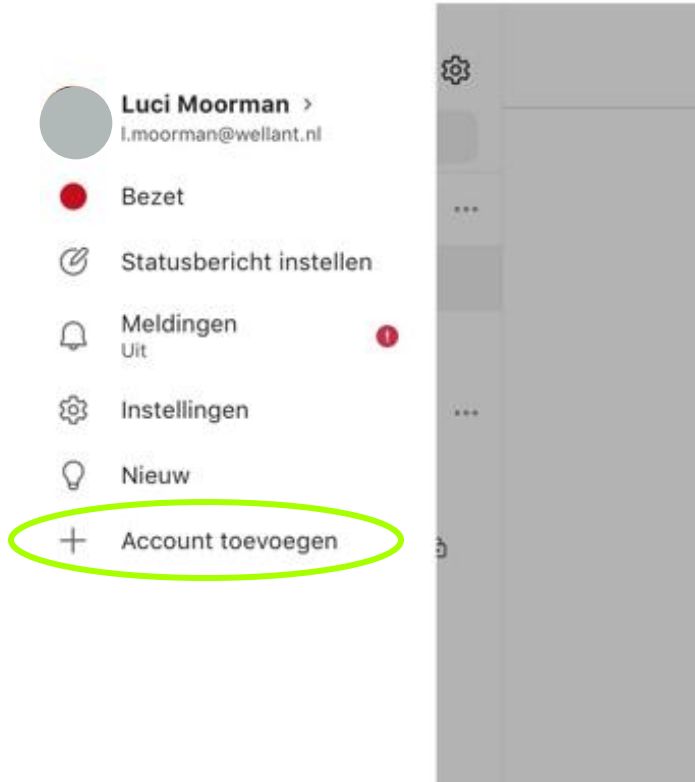 Luci Moorman >
l.moorman@wellant.nl
Bezet
Statusbericht instellen
Meldingen
Uit
Instellingen
Nieuw
Account toevoegen